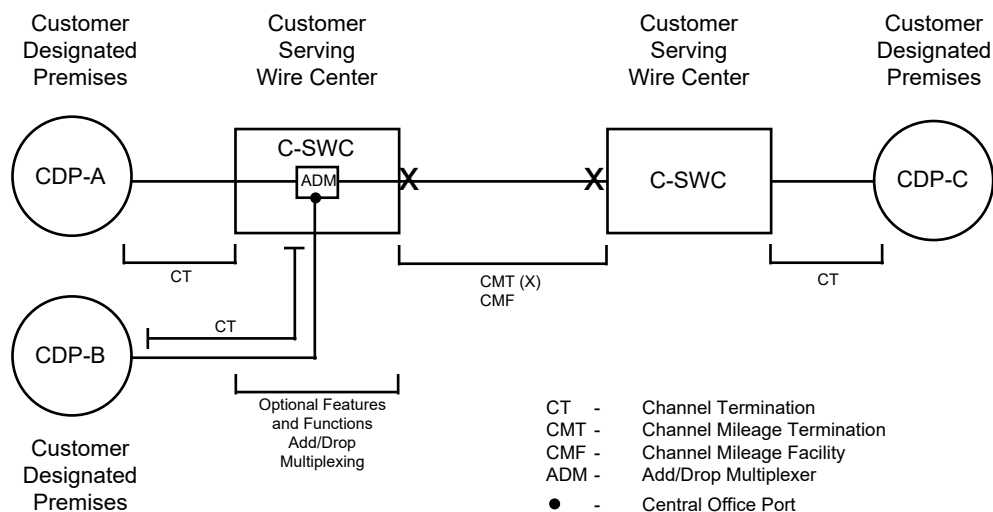 Customer
Designated
Premises
Customer
Serving
Wire Center
Customer
Serving
Wire Center
Customer
Designated
Premises
CDP-A
C-SWC
ADM
X
X
C-SWC
CDP-C
CT
CMT (X)
CMF
CT
CT
CDP-B
Optional Features
and Functions
Add/Drop
Multiplexing
Customer
Designated
Premises
CT - Channel Termination
CMT - Channel Mileage Termination
CMF - Channel Mileage Facility
ADM - Add/Drop Multiplexer
● - Central Office Port